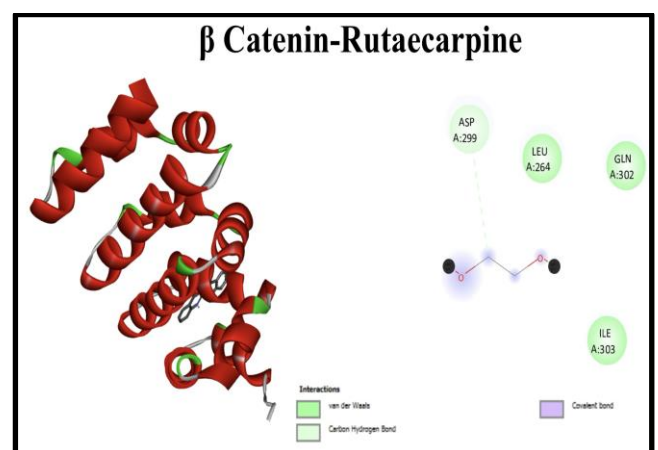 β Catenin-Rutaecarpine
ASP
A:299
LEU
A:264
GLN
A:302
O
O
ILE
A:303
Interactions
van der Waals
Carbon Hydrogen Bond
Covalent bond